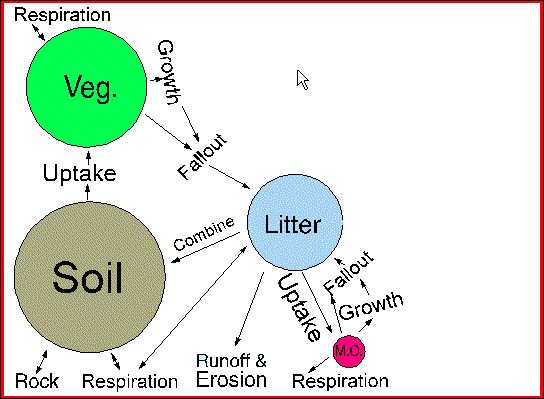 Respiration
Veg.
Growth
Fallout
Uptake
Litter
Combine
Soil
Fallout
Uptake
Growth
M.O.
Runoff &
Erosion
Rock
Respiration
Respiration